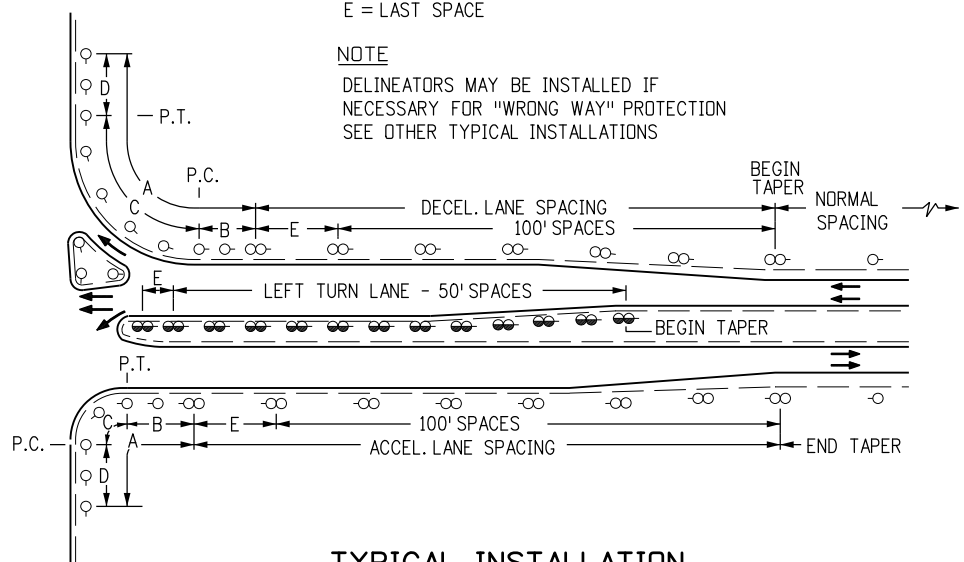 E = LAST SPACE
NOTE
DELINEATORS MAY BE INSTALLED IF
NECESSARY FOR "WRONG WAY" PROTECTION
SEE OTHER TYPICAL INSTALLATIONS
D
P.T.
P.C.
A
C
BEGIN
TAPER
DECEL. LANE SPACING
NORMAL
SPACING
B
E
100' SPACES
E
LEFT TURN LANE - 50' SPACES
BEGIN TAPER
P.T.
C
B
E
100' SPACES
P.C.
A
ACCEL. LANE SPACING
END TAPER
D
TYPICAL INSTALLATION